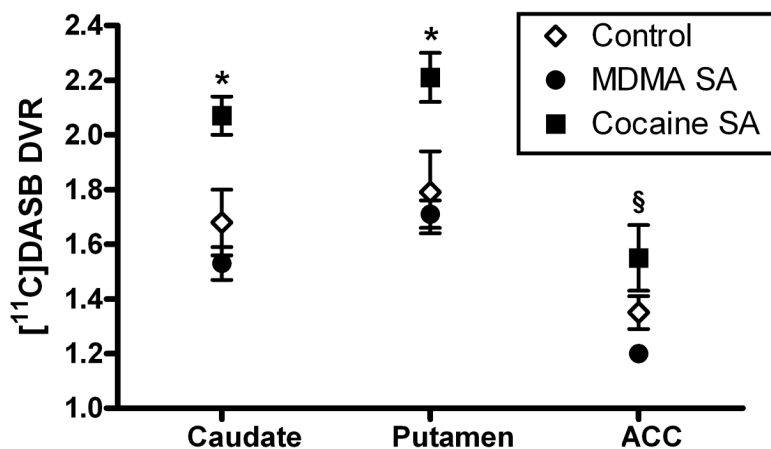 2.4
2.2
2.0
1.8
1.6
1.4
1.2
1.0
[¹¹C]DASB DVR
* * §
Caudate Putamen ACC
Control
MDMA SA
Cocaine SA